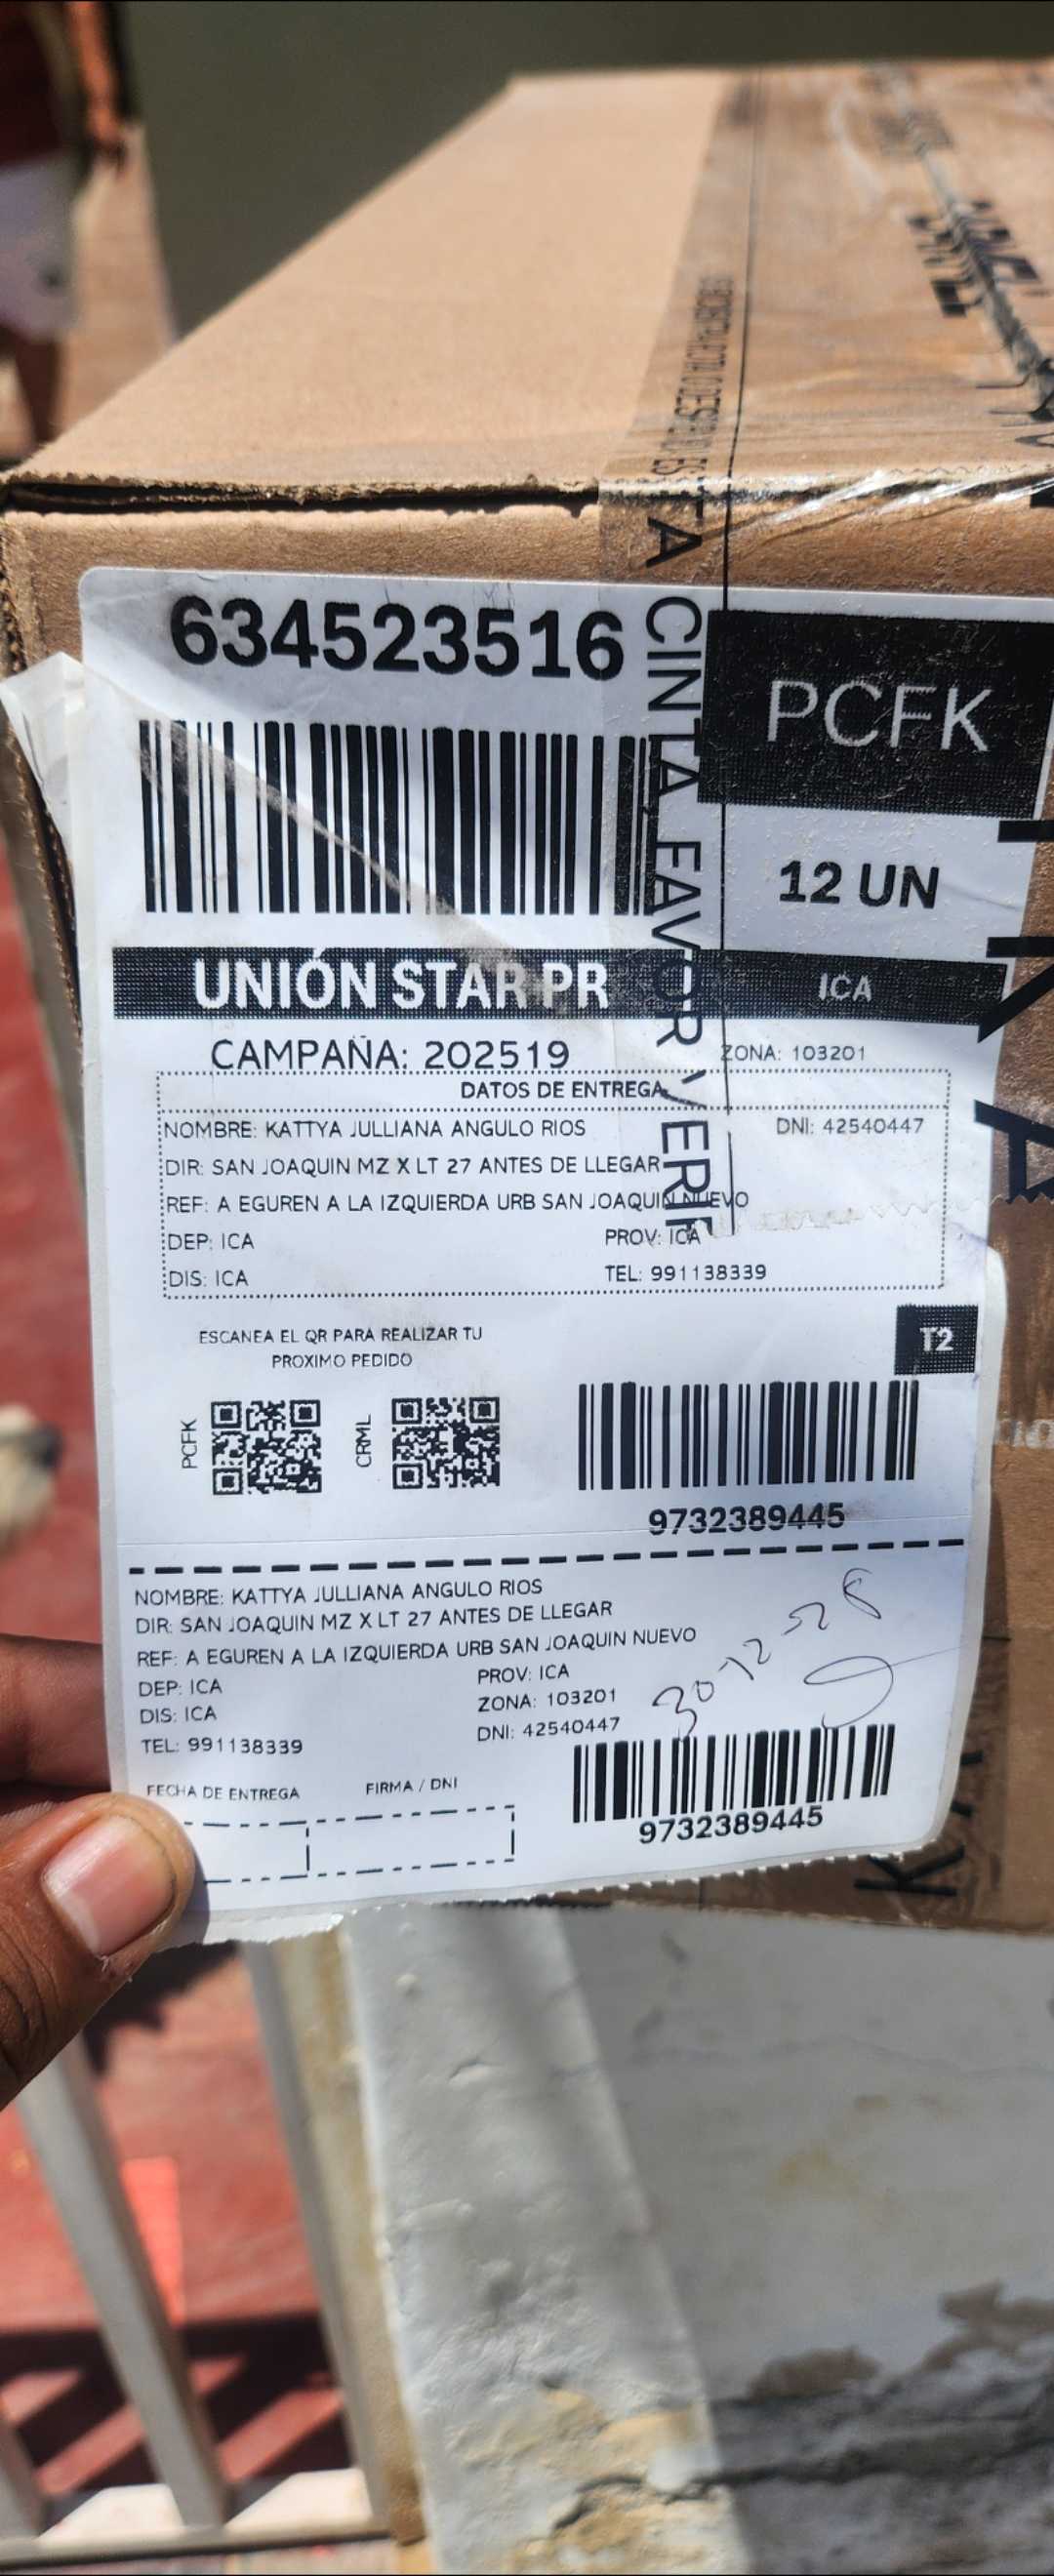 634523516
PCFK
12 UN
UNIÓN STAR PR
ICA
CAMPAÑA: 202519
ZONA: 103201
DATOS DE ENTREGA
NOMBRE: KATTYA JULLIANA ANGULO RIOS
DNI: 42540447
DIR: SAN JOAQUIN MZ X LT 27 ANTES DE LLEGAR
REF: A EGUREN A LA IZQUIERDA URB SAN JOAQUIN NUEVO
DEP: ICA
PROV: ICA
DIS: ICA
TEL: 991138339
CINTA FAVOR VERIF
ESCANEA EL QR PARA REALIZAR TU
PROXIMO PEDIDO
T2
PCFK
CRML
9732389445
NOMBRE: KATTYA JULLIANA ANGULO RIOS
DIR: SAN JOAQUIN MZ X LT 27 ANTES DE LLEGAR
REF: A EGUREN A LA IZQUIERDA URB SAN JOAQUIN NUEVO
DEP: ICA
PROV: ICA
DIS: ICA
ZONA: 103201
TEL: 991138339
DNI: 42540447
30-12
FECHA DE ENTREGA
FIRMA / DNI
9732389445